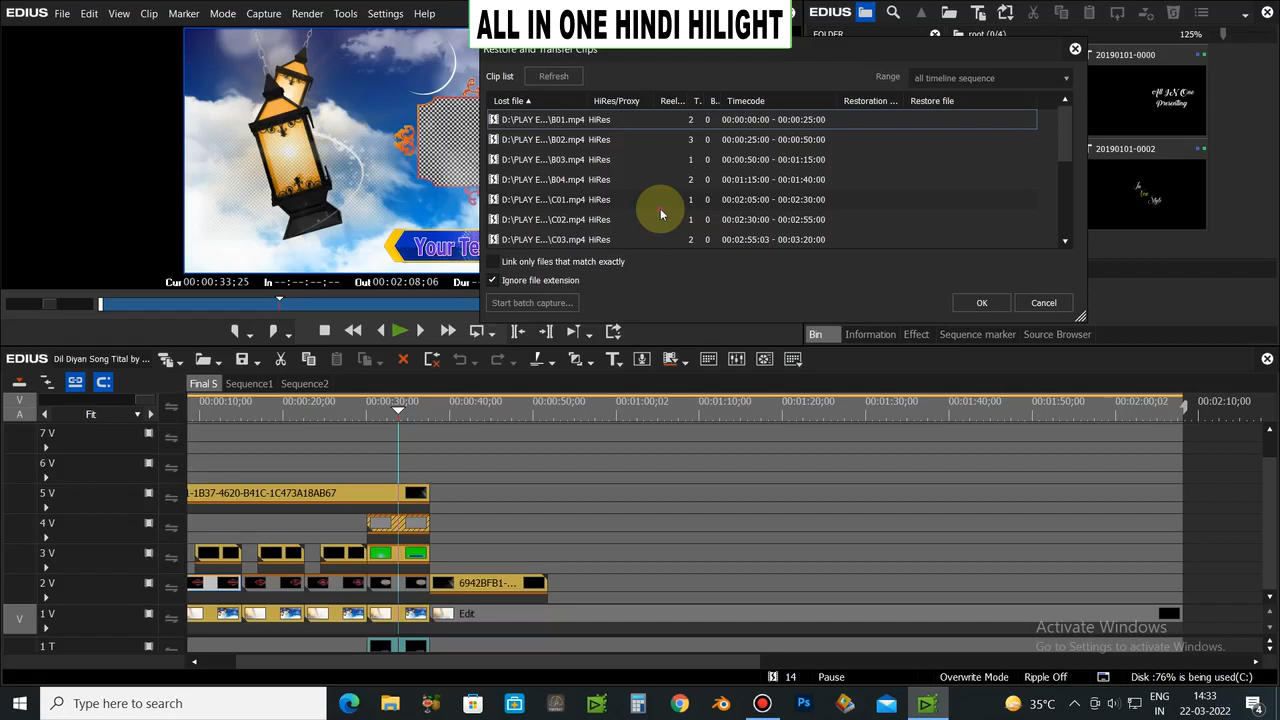 ALL IN ONE HINDI HILIGHT
File Edit View Clip Marker Mode Capture Render Tools Settings Help
EDIUS
FOLDER
root (0/4)
125%
Restore and Transfer Clips
Clip list
Refresh
Range
all timeline sequence
Lost file HiRes/Proxy Reel... T. B. Timecode Restoration ... Restore file
D:\PLAY E...\B01.mp4 HiRes 2 0 00:00:00:00 - 00:00:25:00
D:\PLAY E...\B02.mp4 HiRes 3 0 00:00:25:00 - 00:00:50:00
D:\PLAY E...\B03.mp4 HiRes 1 0 00:00:50:00 - 00:01:15:00
D:\PLAY E...\B04.mp4 HiRes 2 0 00:01:15:00 - 00:01:40:00
D:\PLAY E...\C01.mp4 HiRes 1 0 00:02:05:00 - 00:02:30:00
D:\PLAY E...\C02.mp4 HiRes 1 0 00:02:30:00 - 00:02:55:00
D:\PLAY E...\C03.mp4 HiRes 2 0 00:02:55:03 - 00:03:20:00
Link only files that match exactly
Ignore file extension
Start batch capture...
OK
Cancel
20190101-0000
All IN One
Presenting
20190101-0002
Style
Your Te
Cur 00:00:33;25 In --:--:--;-- Out 00:02:08;06
Bin Information Effect Sequence marker Source Browser
EDIUS
Dil Diyan Song Tital by ...
Final S Sequence1 Sequence2
V
A
Fit
00:00:10;00 00:00:20;00 00:00:30;00 00:00:40;00 00:00:50;00 00:01:00;02 00:01:10;00 00:01:20;00 00:01:30;00 00:01:40;00 00:01:50;00 00:02:00;02 00:02:10;00
7 V
6 V
5 V
-1B37-4620-B41C-1C473A18AB67
4 V
3 V
2 V
6942BFB1-...
V
1 V
Edit
1 T
Activate Windows
Go to Settings to activate Windows.
14 Pause Overwrite Mode Ripple Off Disk :76% is being used(C:)
Type here to search
35°C
ENG
IN
14:33
22-03-2022